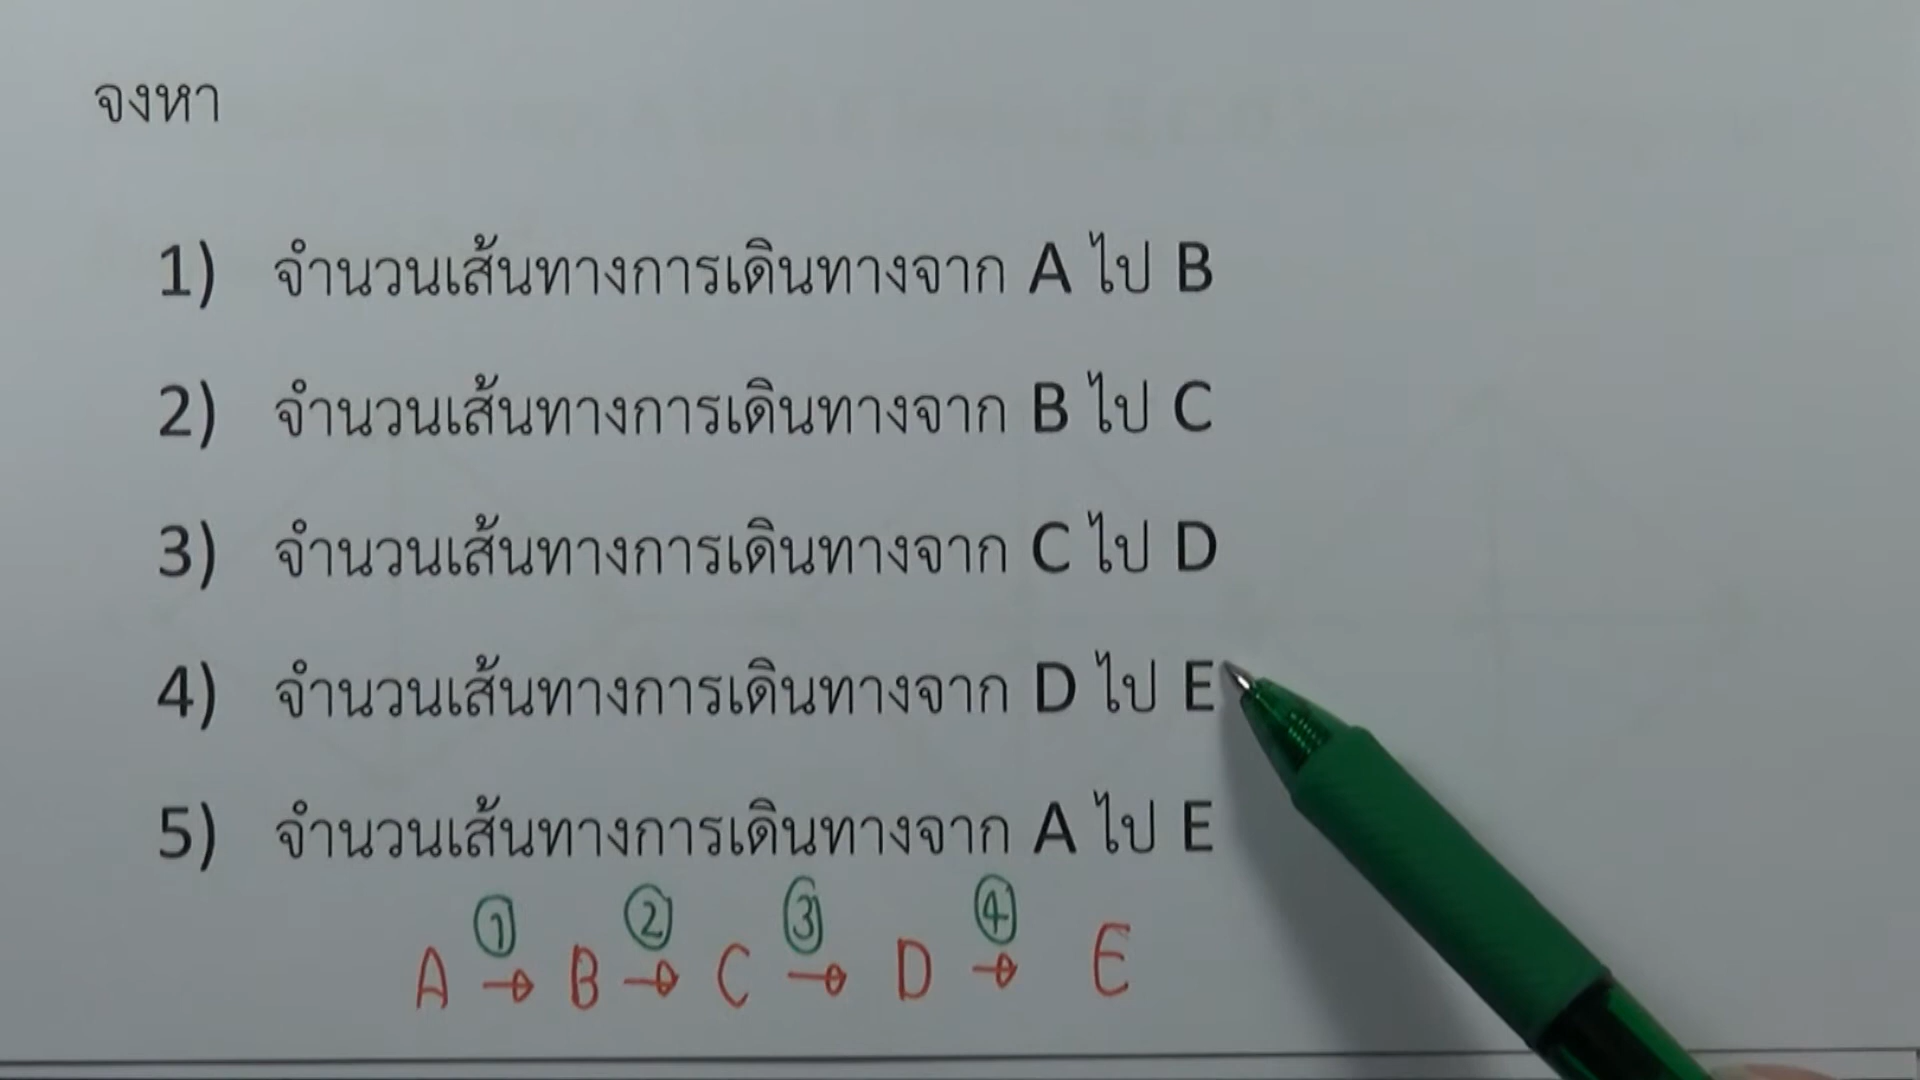 จงหา
1) จำนวนเส้นทางการเดินทางจาก A ไป B
2) จำนวนเส้นทางการเดินทางจาก B ไป C
3) จำนวนเส้นทางการเดินทางจาก C ไป D
4) จำนวนเส้นทางการเดินทางจาก D ไป E
5) จำนวนเส้นทางการเดินทางจาก A ไป E
① ② ③ ④
A → B → C → D → E